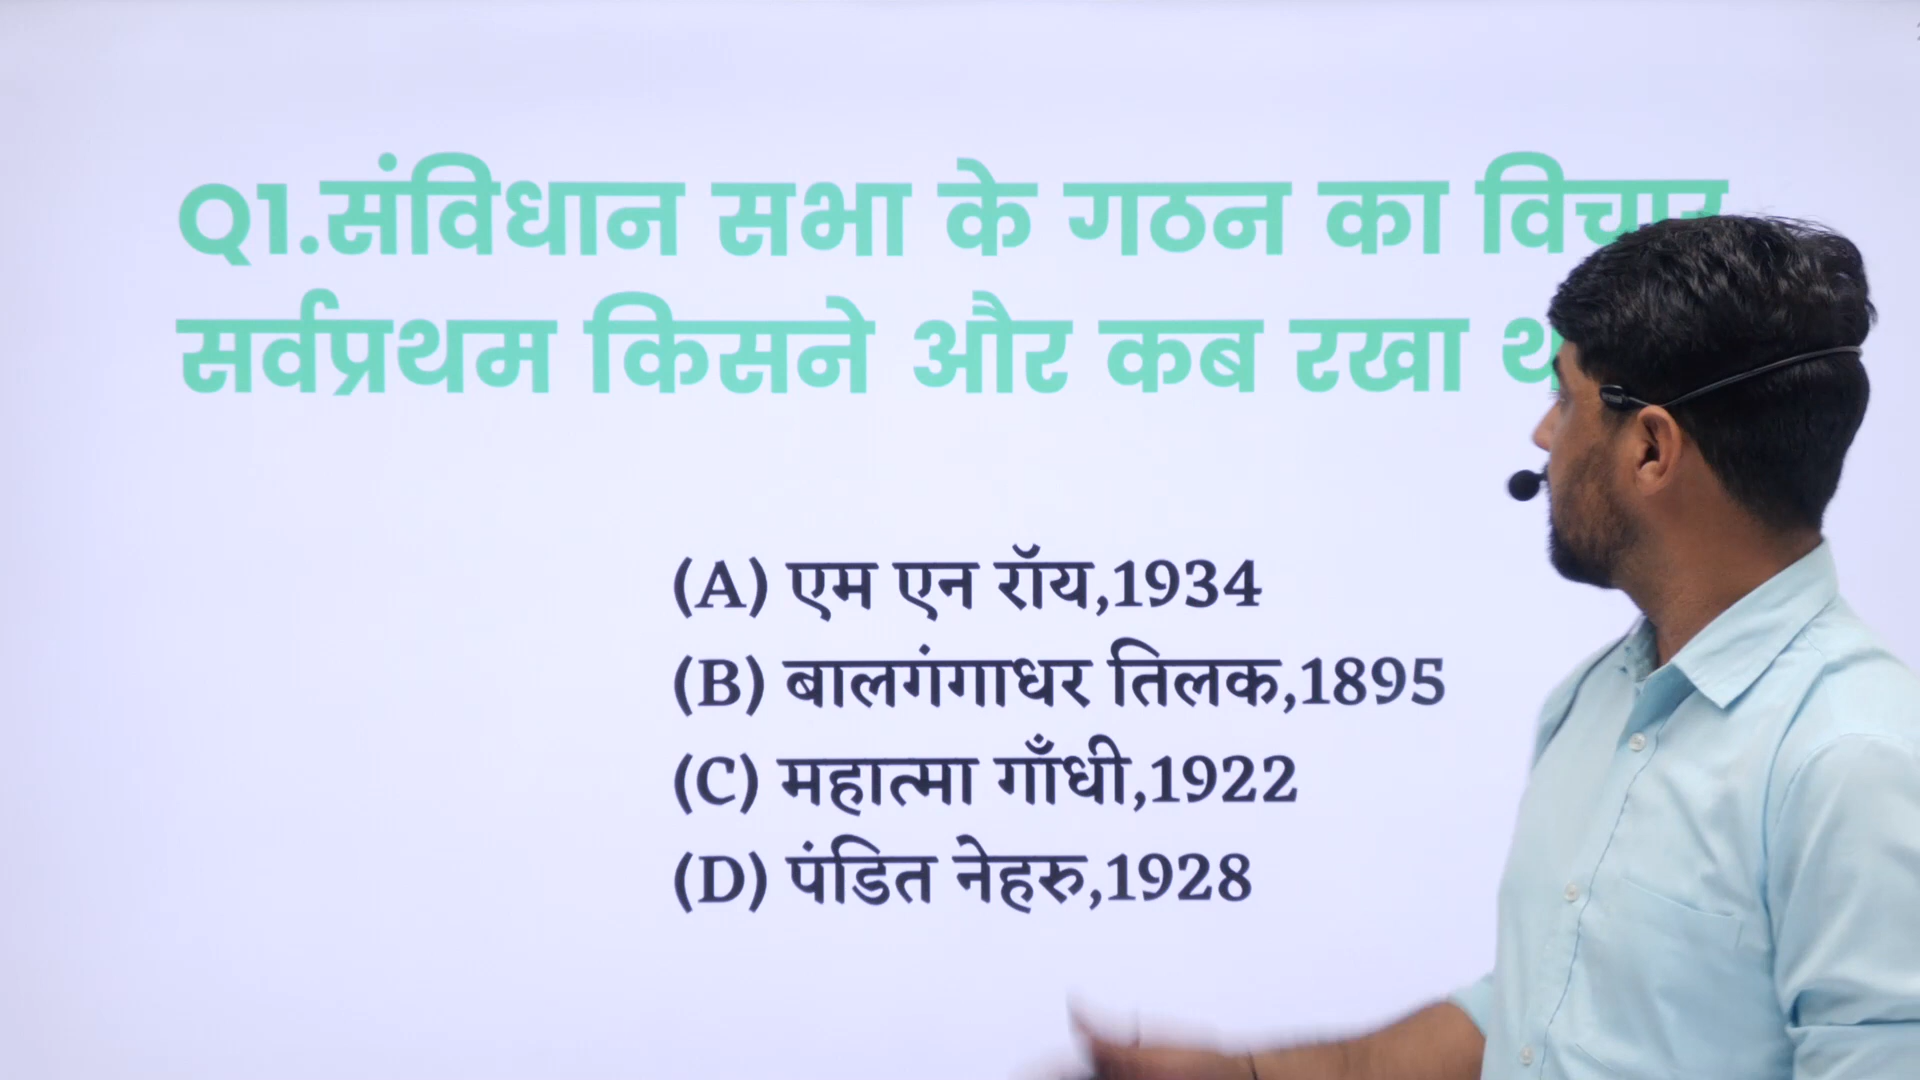 Q1.संविधान सभा के गठन का विचार
सर्वप्रथम किसने और कब रखा
(A) एम एन रॉय,1934
(B) बालगंगाधर तिलक,1895
(C) महात्मा गाँधी,1922
(D) पंडित नेहरु,1928